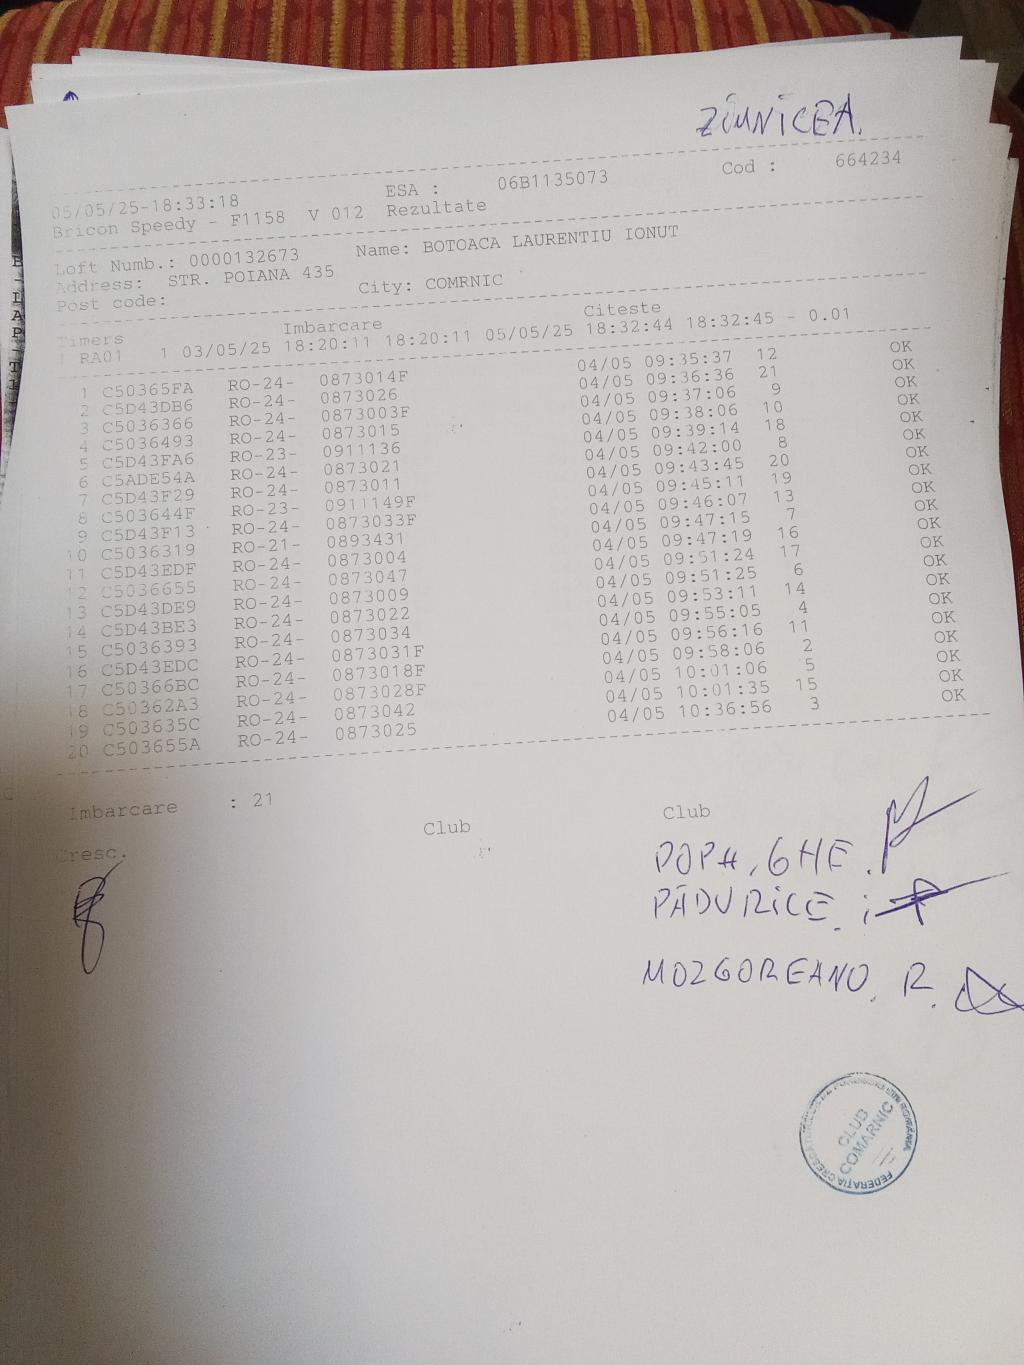 ZIMNICEA.
05/05/25-18:33:18 ESA : 06B1135073 Cod : 664234
Bricon Speedy - F1158 V 012 Rezultate
Loft Numb.: 0000132673 Name: BOTOACA LAURENTIU IONUT
Address: STR. POIANA 435
Post code: City: COMRNIC
Timers Imbarcare Citeste
1 RA01 1 03/05/25 18:20:11 18:20:11 05/05/25 18:32:44 18:32:45 - 0.01
1 C50365FA RO-24- 0873014F 04/05 09:35:37 12 OK
2 C5D43DB6 RO-24- 0873026 04/05 09:36:36 21 OK
3 C5036366 RO-24- 0873003F 04/05 09:37:06 9 OK
4 C5036493 RO-24- 0873015 04/05 09:38:06 10 OK
5 C5D43FA6 RO-23- 0911136 04/05 09:39:14 18 OK
6 C5ADE54A RO-24- 0873021 04/05 09:42:00 8 OK
7 C5D43F29 RO-24- 0873011 04/05 09:43:45 20 OK
8 C503644F RO-23- 0911149F 04/05 09:45:11 19 OK
9 C5D43F13 RO-24- 0873033F 04/05 09:46:07 13 OK
10 C5036319 RO-21- 0893431 04/05 09:47:15 7 OK
11 C5D43EDF RO-24- 0873004 04/05 09:47:19 16 OK
12 C5036655 RO-24- 0873047 04/05 09:51:24 17 OK
13 C5D43DE9 RO-24- 0873009 04/05 09:51:25 6 OK
14 C5D43BE3 RO-24- 0873022 04/05 09:53:11 14 OK
15 C5036393 RO-24- 0873034 04/05 09:55:05 4 OK
16 C5D43EDC RO-24- 0873031F 04/05 09:56:16 11 OK
17 C50366BC RO-24- 0873018F 04/05 09:58:06 2 OK
18 C50362A3 RO-24- 0873028F 04/05 10:01:06 5 OK
19 C503635C RO-24- 0873042 04/05 10:01:35 15 OK
20 C503655A RO-24- 0873025 04/05 10:36:56 3 OK
Imbarcare : 21
Cresc. Club Club
POPA. GHE.
PĂDURICE. i
MOZGOREANO. R.
CLUB
COMARNIC
FEDERAȚIA